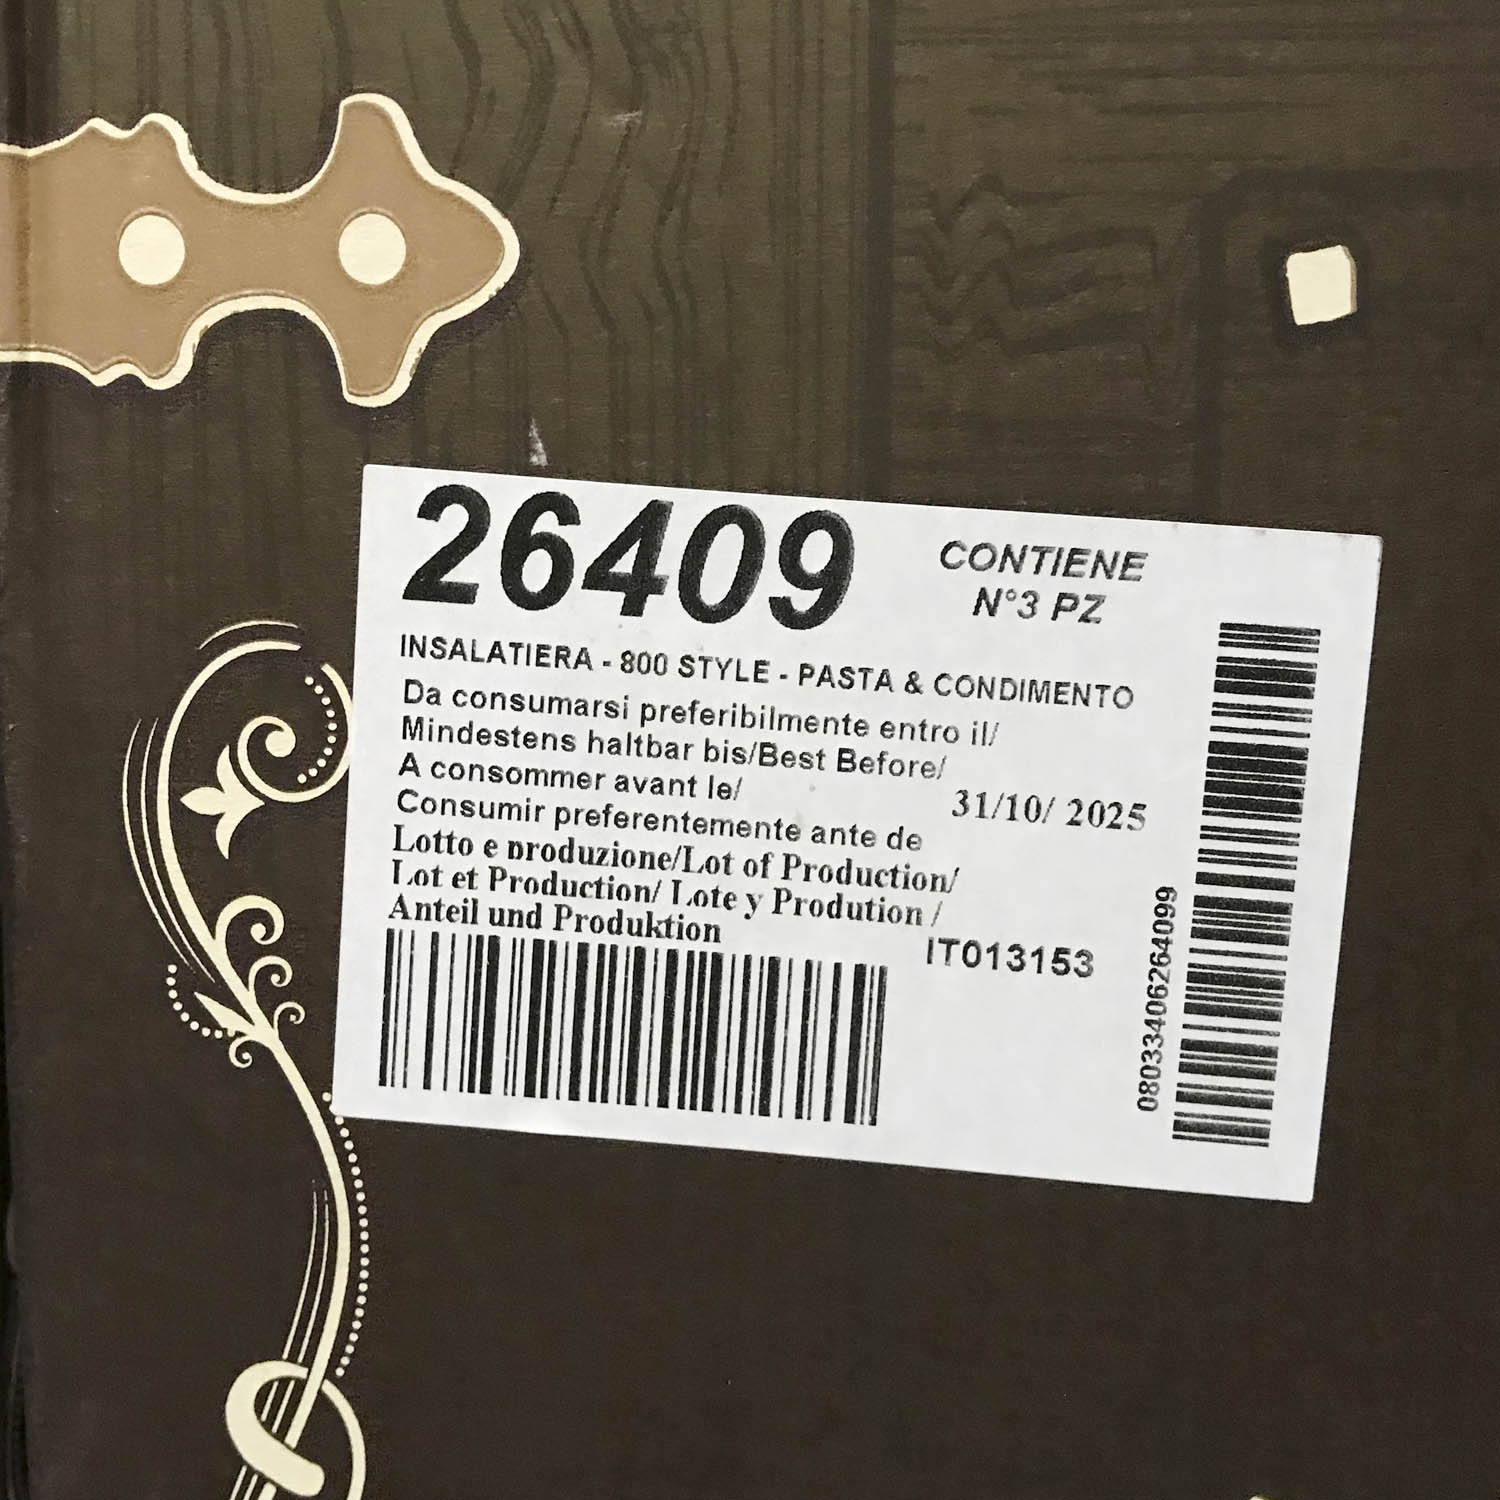 26409
CONTIENE
N°3 PZ
INSALATIERA - 800 STYLE - PASTA & CONDIMENTO
Da consumarsi preferibilmente entro il/
Mindestens haltbar bis/Best Before/
A consommer avant le/
Consumir preferentemente ante de
31/10/ 2025
Lotto e produzione/Lot of Production/
Lot et Production/ Lote y Prodution /
Anteil und Produktion
IT013153
08033406264099